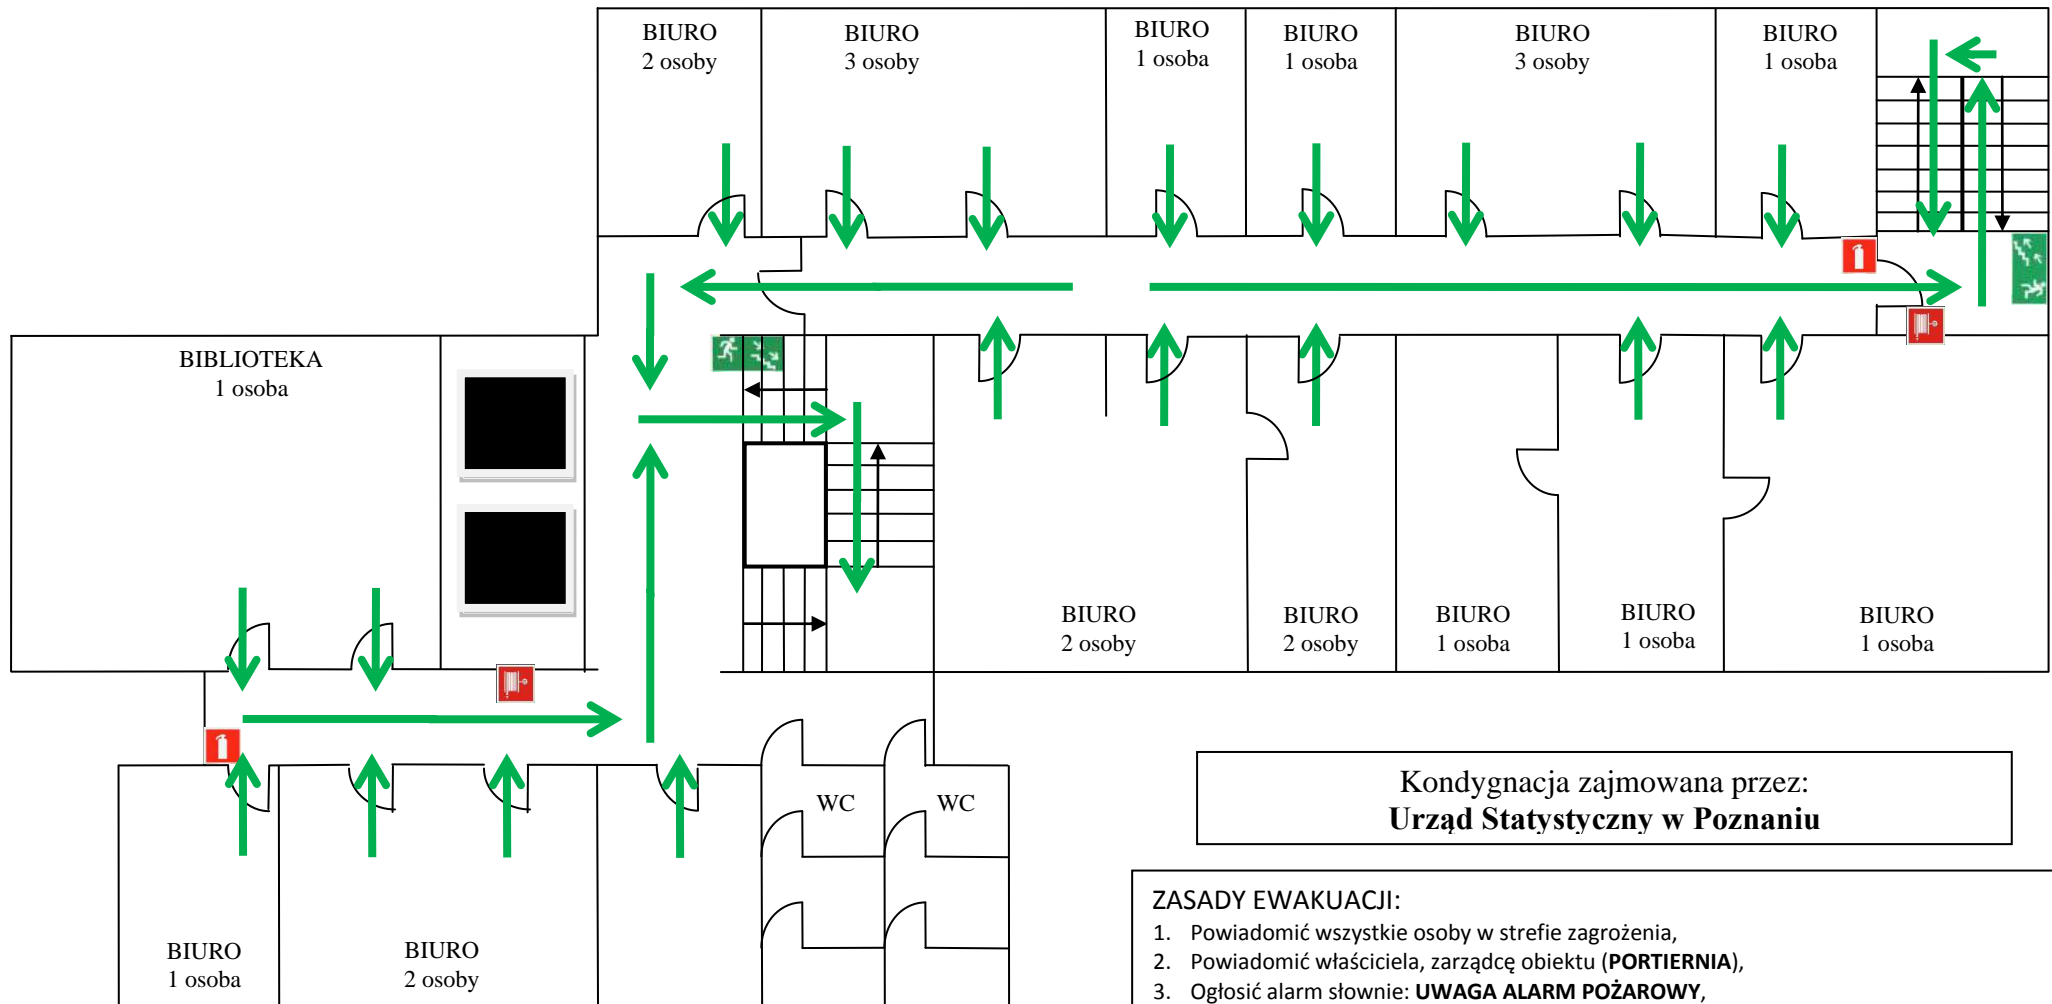 BIURO
2 osoby
BIURO
3 osoby
BIURO
1 osoba
BIURO
1 osoba
BIURO
3 osoby
BIURO
1 osoba
BIBLIOTEKA
1 osoba
BIURO
2 osoby
BIURO
2 osoby
BIURO
1 osoba
BIURO
1 osoba
BIURO
1 osoba
WC
WC
BIURO
1 osoba
BIURO
2 osoby
Kondygnacja zajmowana przez:
Urząd Statystyczny w Poznaniu
ZASADY EWAKUACJI:
1. Powiadomić wszystkie osoby w strefie zagrożenia,
2. Powiadomić właściciela, zarządcę obiektu (PORTIERNIA),
3. Ogłosić alarm słownie: UWAGA ALARM POŻAROWY,